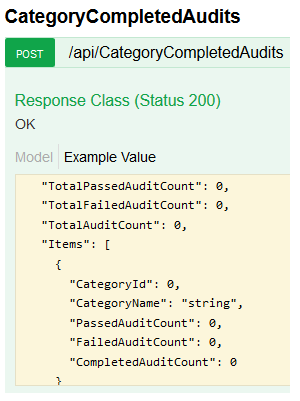 CategoryCompletedAudits
POST /api/CategoryCompletedAudits
Response Class (Status 200)
OK
Model Example Value
"TotalPassedAuditCount": 0,
"TotalFailedAuditCount": 0,
"TotalAuditCount": 0,
"Items": [
{
"CategoryId": 0,
"CategoryName": "string",
"PassedAuditCount": 0,
"FailedAuditCount": 0,
"CompletedAuditCount": 0
}